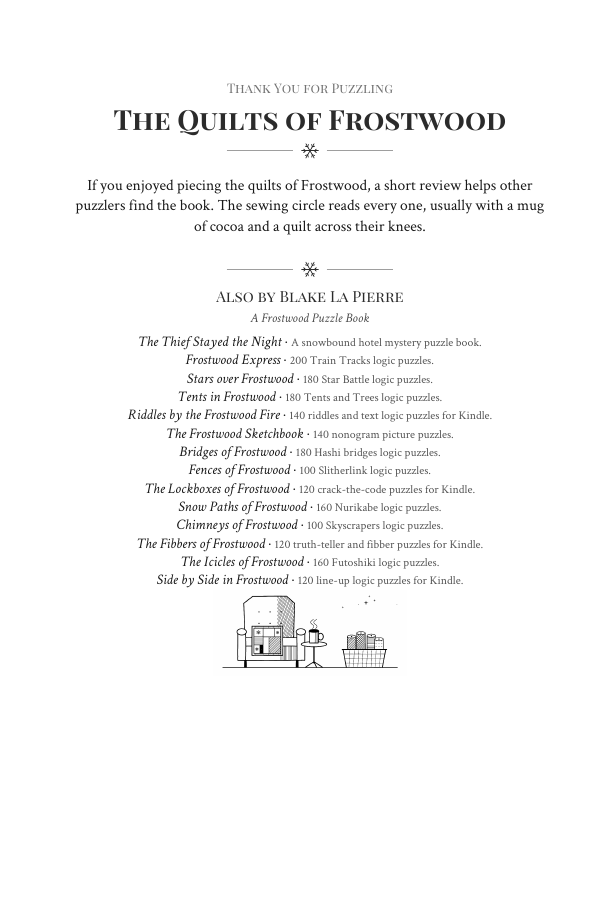 Thank You for Puzzling
The Quilts of Frostwood
If you enjoyed piecing the quilts of Frostwood, a short review helps other
puzzlers find the book. The sewing circle reads every one, usually with a mug
of cocoa and a quilt across their knees.
Also by Blake La Pierre
A Frostwood Puzzle Book
The Thief Stayed the Night · A snowbound hotel mystery puzzle book.
Frostwood Express · 200 Train Tracks logic puzzles.
Stars over Frostwood · 180 Star Battle logic puzzles.
Tents in Frostwood · 180 Tents and Trees logic puzzles.
Riddles by the Frostwood Fire · 140 riddles and text logic puzzles for Kindle.
The Frostwood Sketchbook · 140 nonogram picture puzzles.
Bridges of Frostwood · 180 Hashi bridges logic puzzles.
Fences of Frostwood · 100 Slitherlink logic puzzles.
The Lockboxes of Frostwood · 120 crack-the-code puzzles for Kindle.
Snow Paths of Frostwood · 160 Nurikabe logic puzzles.
Chimneys of Frostwood · 100 Skyscrapers logic puzzles.
The Fibbers of Frostwood · 120 truth-teller and fibber puzzles for Kindle.
The Icicles of Frostwood · 160 Futoshiki logic puzzles.
Side by Side in Frostwood · 120 line-up logic puzzles for Kindle.